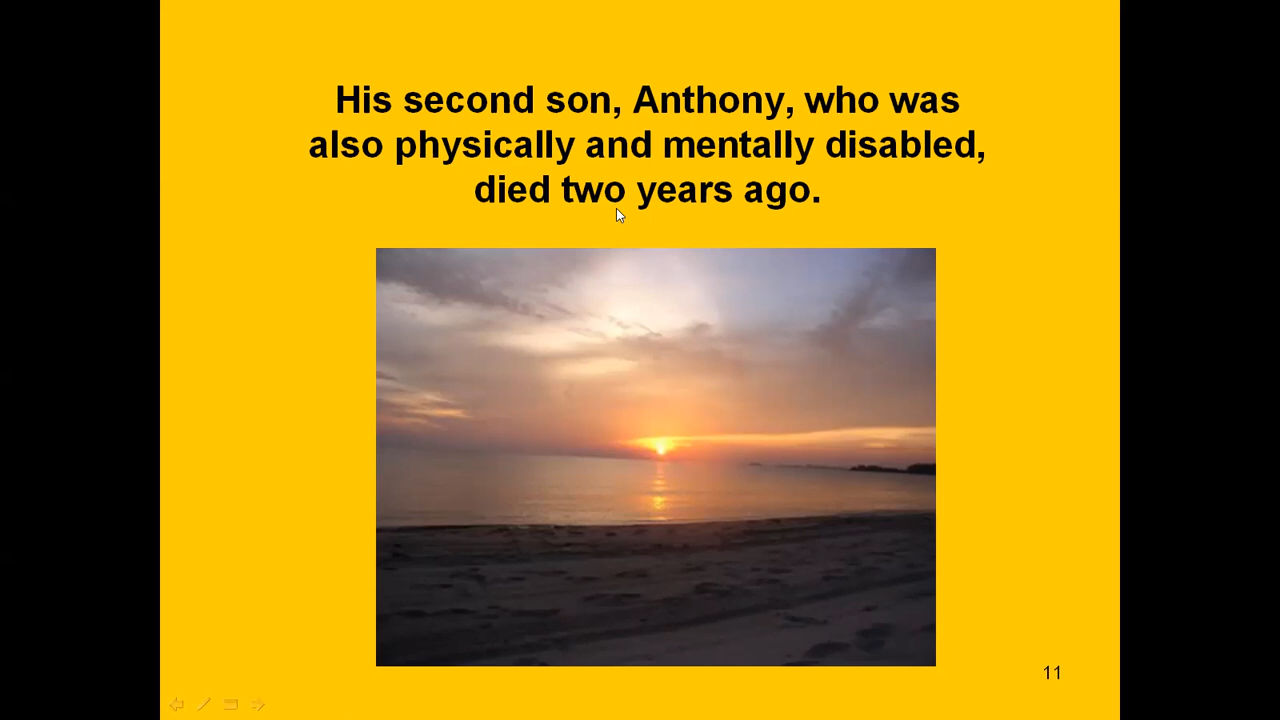 His second son, Anthony, who was
also physically and mentally disabled,
died two years ago.
11